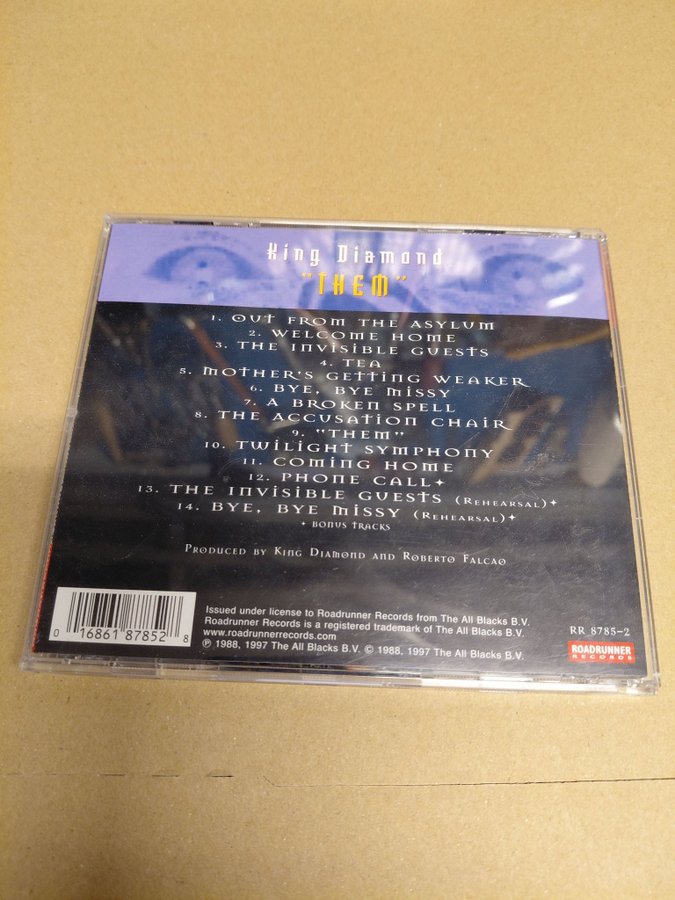 King Diamond
"THEM"
1. OUT FROM THE ASYLUM
2. WELCOME HOME
3. THE INVISIBLE GUESTS
4. TEA
5. MOTHER'S GETTING WEAKER
6. BYE, BYE MISSY
7. A BROKEN SPELL
8. THE ACCUSATION CHAIR
9. "THEM"
10. TWILIGHT SYMPHONY
11. COMING HOME
12. PHONE CALL✦
13. THE INVISIBLE GUESTS (REHEARSAL)✦
14. BYE, BYE MISSY (REHEARSAL)✦
✦ BONUS TRACKS
PRODUCED BY KING DIAMOND AND ROBERTO FALCAO
0 16861 87852 8
Issued under license to Roadrunner Records from The All Blacks B.V.
Roadrunner Records is a registered trademark of The All Blacks B.V.
www.roadrunnerrecords.com
℗ 1988, 1997 The All Blacks B.V. © 1988, 1997 The All Blacks B.V.
RR 8785-2
ROADRUNNER
RECORDS